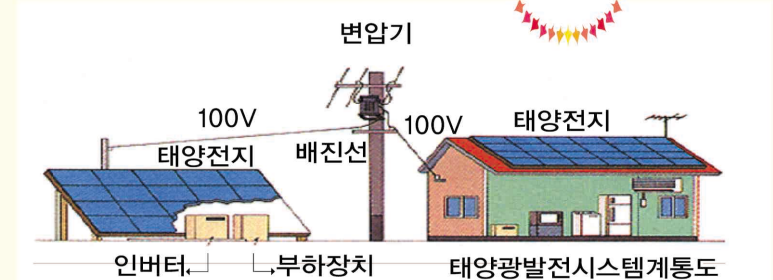 변압기
100V
100V
태양전지
태양전지
배진선
인버터
부하장치
태양광발전시스템계통도